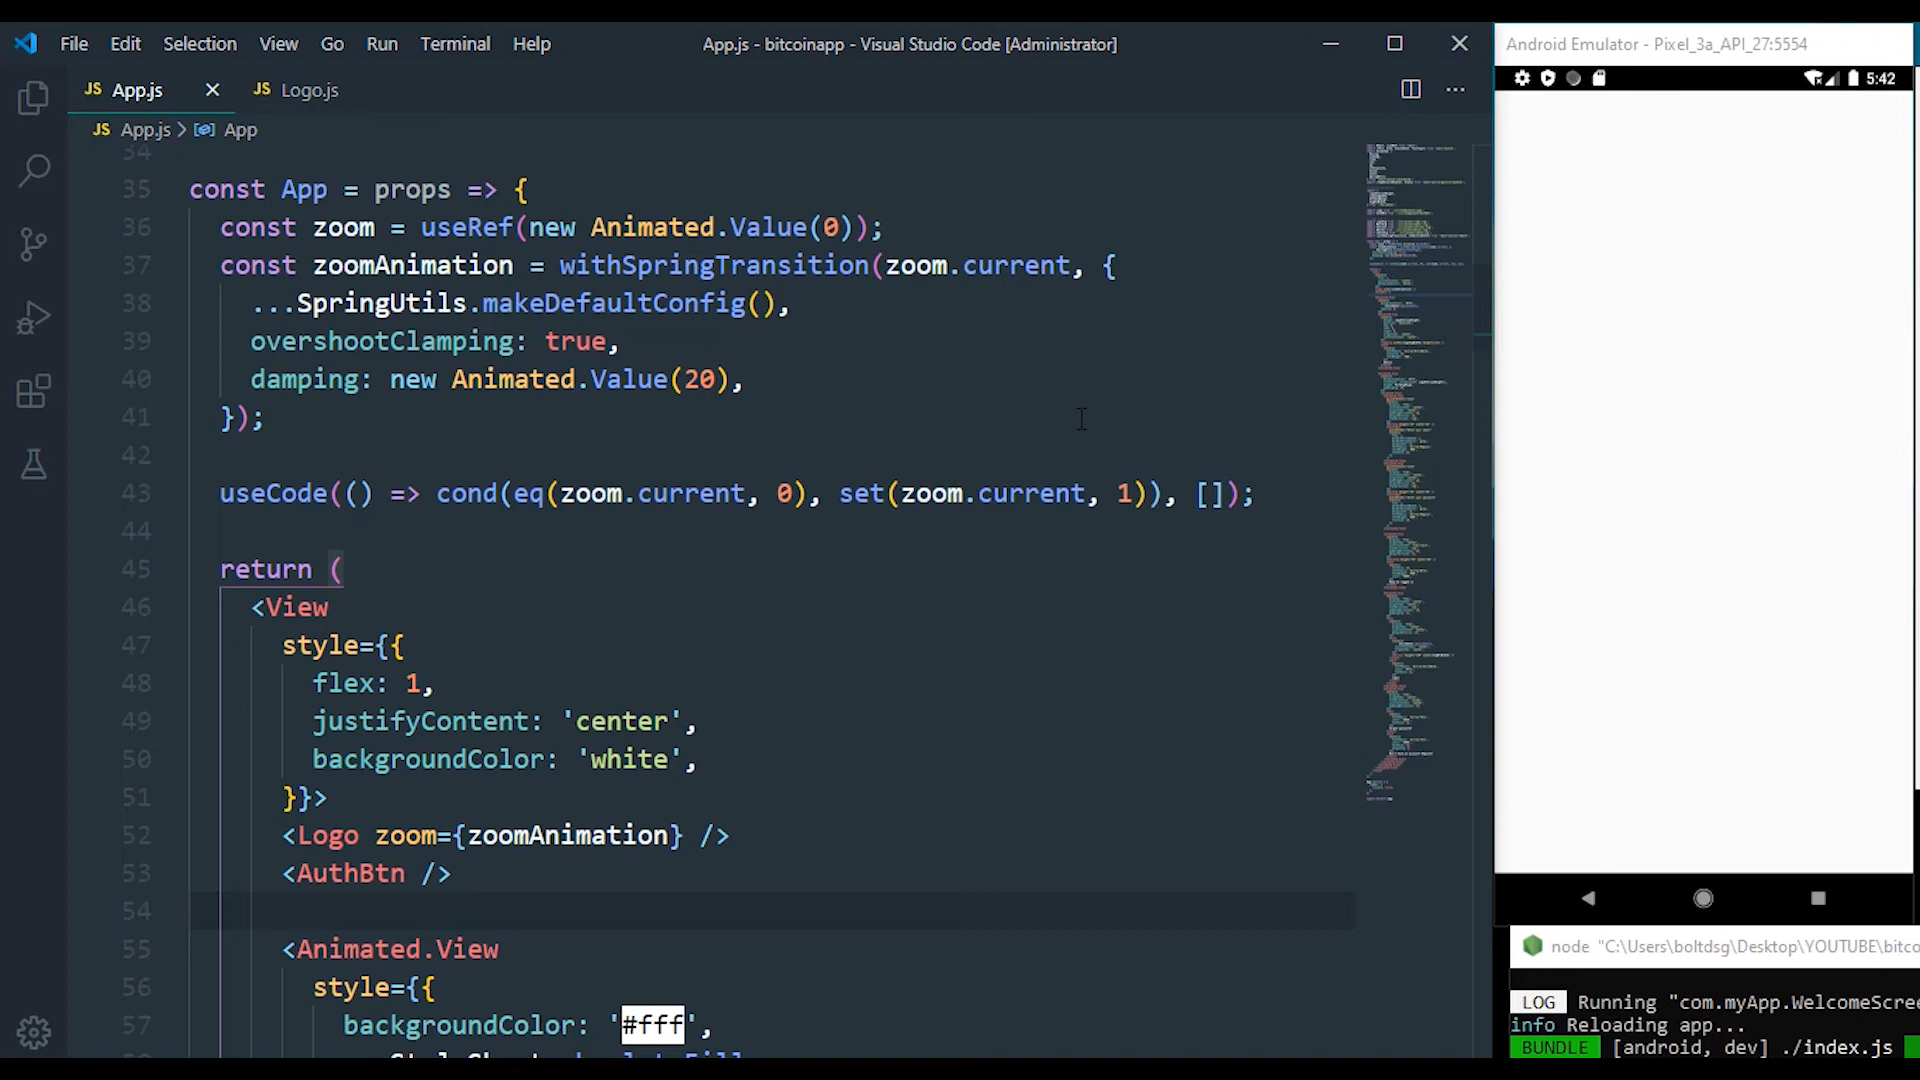 File Edit Selection View Go Run Terminal Help
App.js - bitcoinapp - Visual Studio Code [Administrator]
JS App.js
JS Logo.js
JS App.js > App
34
35 const App = props => {
36 const zoom = useRef(new Animated.Value(0));
37 const zoomAnimation = withSpringTransition(zoom.current, {
38 ...SpringUtils.makeDefaultConfig(),
39 overshootClamping: true,
40 damping: new Animated.Value(20),
41 });
42
43 useCode(() => cond(eq(zoom.current, 0), set(zoom.current, 1)), []);
44
45 return (
46 <View
47 style={{
48 flex: 1,
49 justifyContent: 'center',
50 backgroundColor: 'white',
51 }}>
52 <Logo zoom={zoomAnimation} />
53 <AuthBtn />
54
55 <Animated.View
56 style={{
57 backgroundColor: '#fff',
Android Emulator - Pixel_3a_API_27:5554
5:42
node "C:\Users\boltdsg\Desktop\YOUTUBE\bitco
LOG Running "com.myApp.WelcomeScree
info Reloading app...
BUNDLE [android, dev] ./index.js